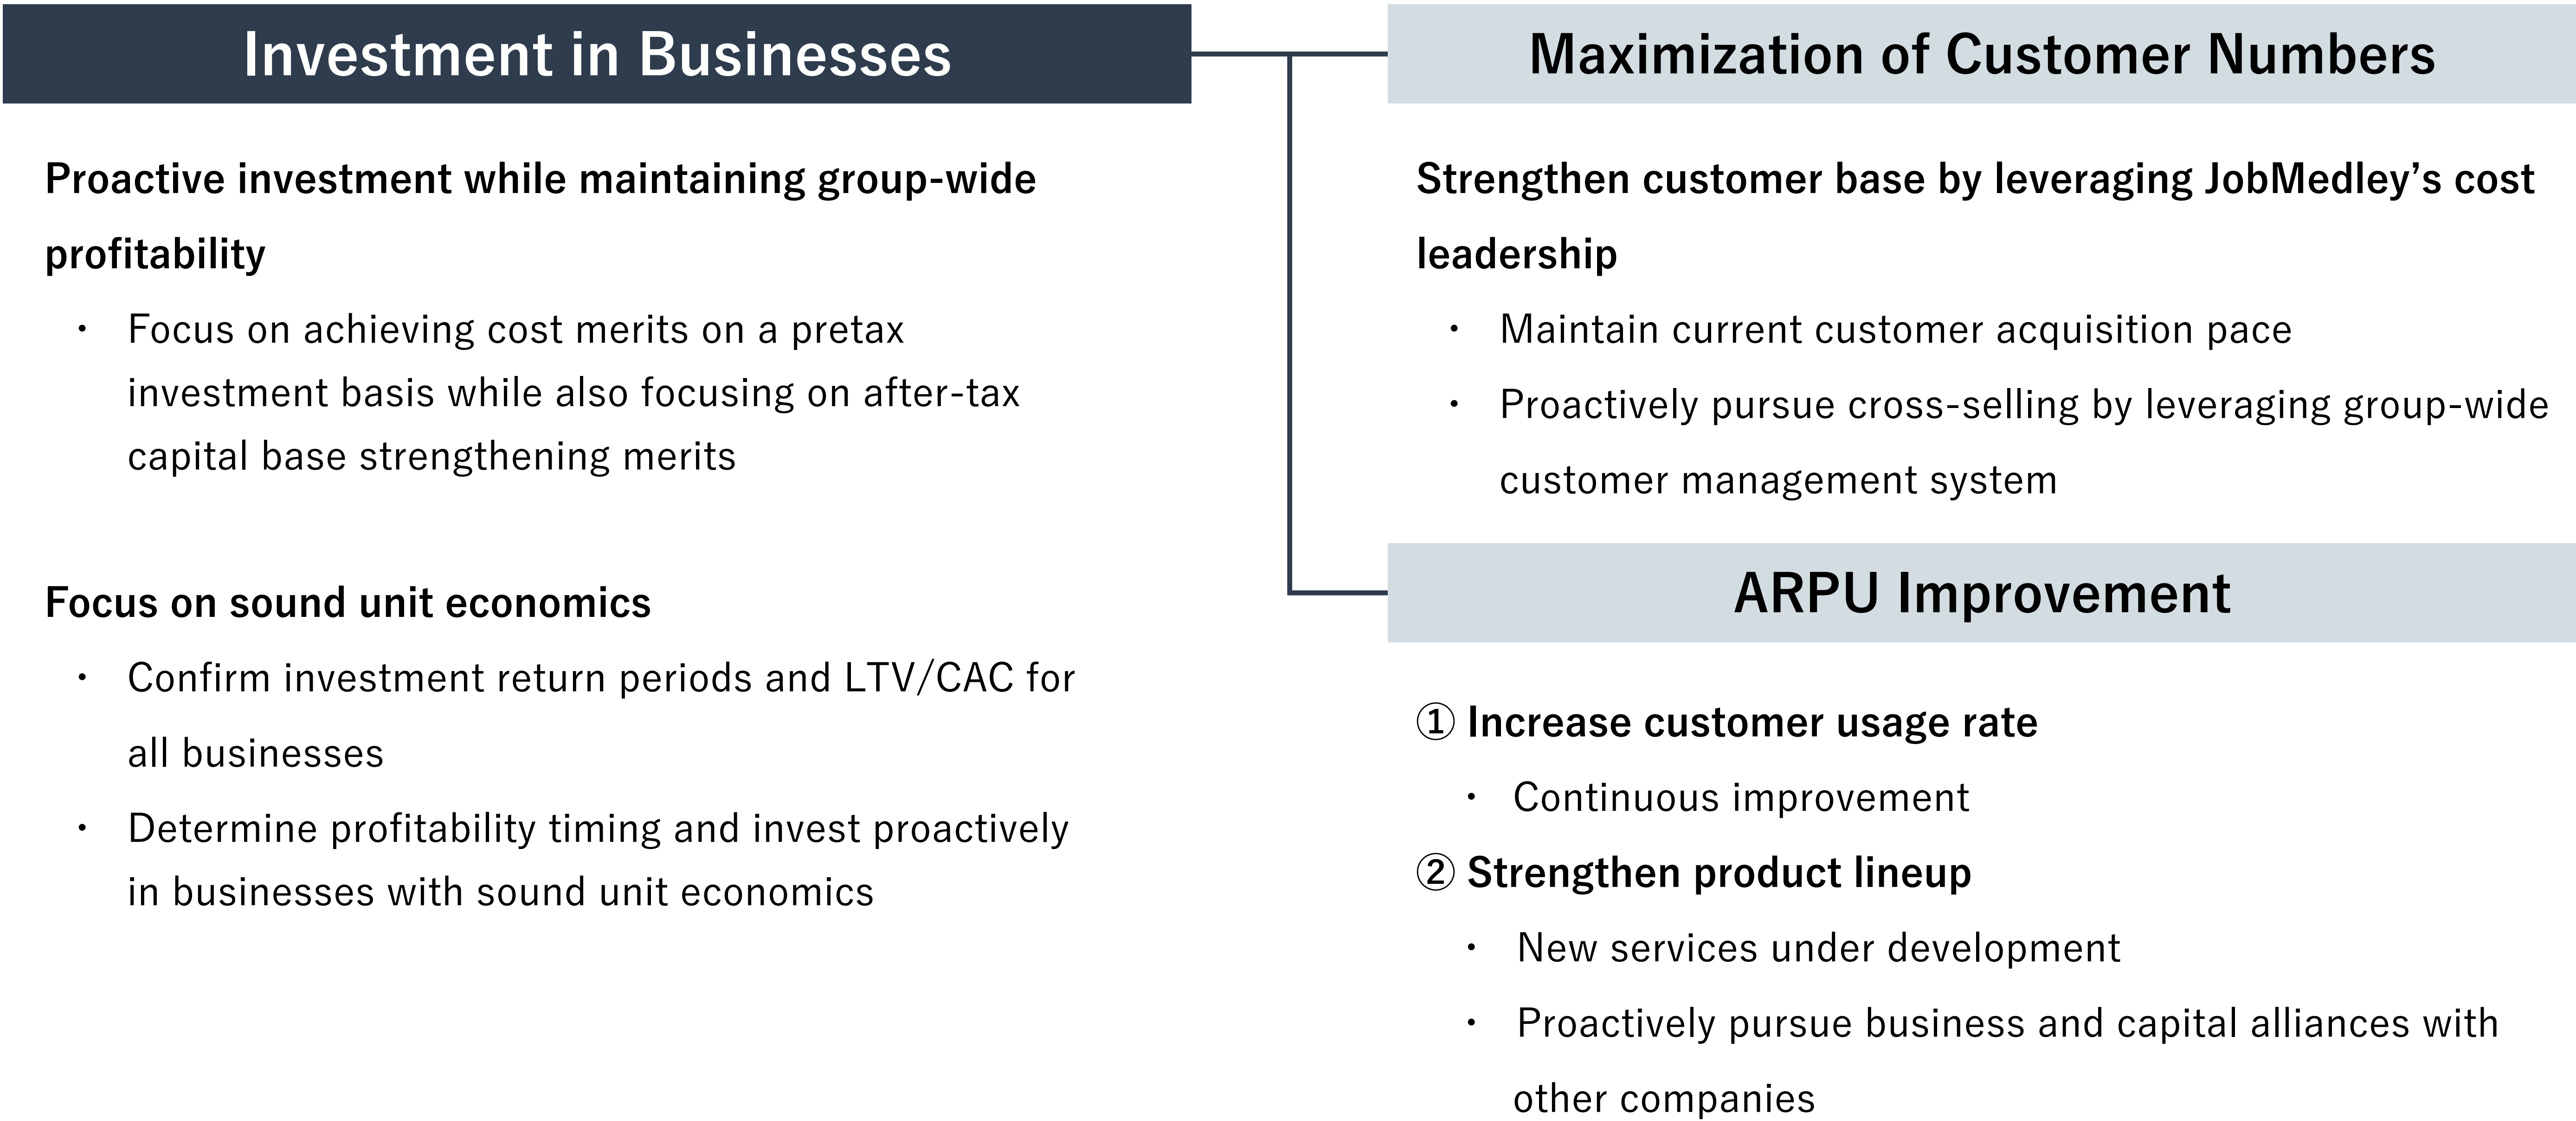 Investment in Businesses
Proactive investment while maintaining group-wide
profitability
・ Focus on achieving cost merits on a pretax
investment basis while also focusing on after-tax
capital base strengthening merits
Focus on sound unit economics
・ Confirm investment return periods and LTV/CAC for
all businesses
・ Determine profitability timing and invest proactively
in businesses with sound unit economics
Maximization of Customer Numbers
Strengthen customer base by leveraging JobMedley’s cost
leadership
・ Maintain current customer acquisition pace
・ Proactively pursue cross-selling by leveraging group-wide
customer management system
ARPU Improvement
① Increase customer usage rate
・ Continuous improvement
② Strengthen product lineup
・ New services under development
・ Proactively pursue business and capital alliances with
other companies